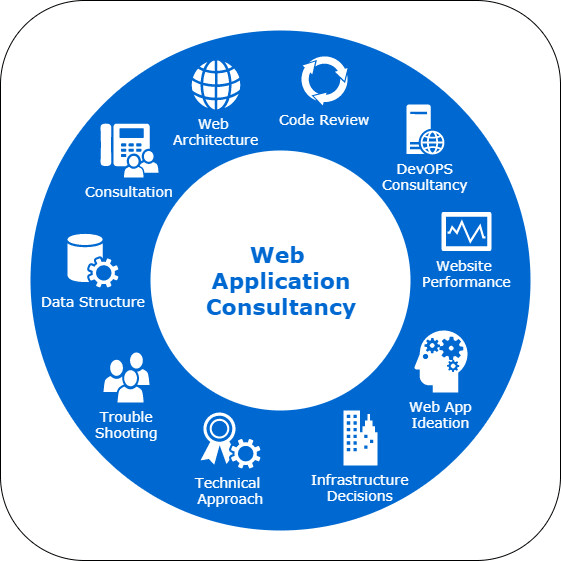 Web
Architecture
Code Review
DevOPS
Consultancy
Website
Performance
Web App
Ideation
Infrastructure
Decisions
Technical
Approach
Trouble
Shooting
Data Structure
Consultation
Web
Application
Consultancy